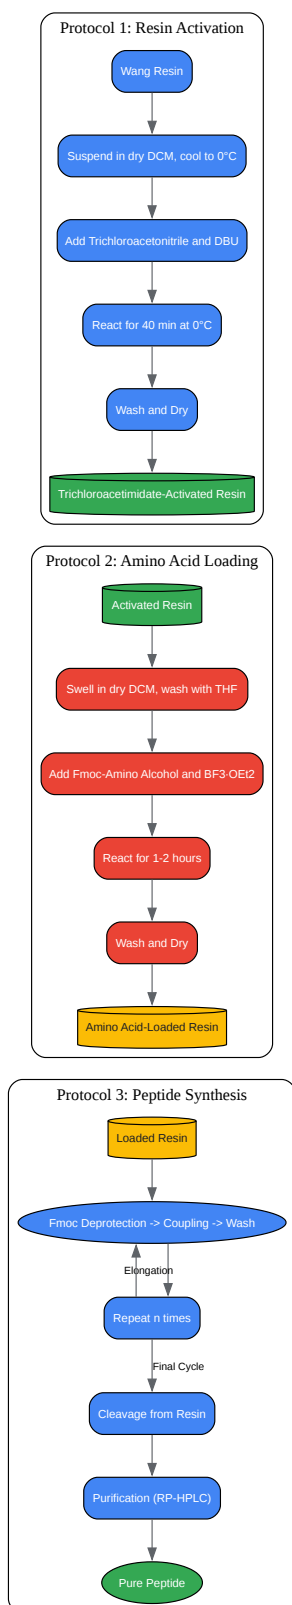 Protocol 1: Resin Activation
Wang Resin
Suspend in dry DCM, cool to 0°C
Add Trichloroacetonitrile and DBU
React for 40 min at 0°C
Wash and Dry
Trichloroacetimidate-Activated Resin
Protocol 2: Amino Acid Loading
Activated Resin
Swell in dry DCM, wash with THF
Add Fmoc-Amino Alcohol and BF3·OEt2
React for 1-2 hours
Wash and Dry
Amino Acid-Loaded Resin
Protocol 3: Peptide Synthesis
Loaded Resin
Fmoc Deprotection -> Coupling -> Wash
Elongation
Repeat n times
Final Cycle
Cleavage from Resin
Purification (RP-HPLC)
Pure Peptide